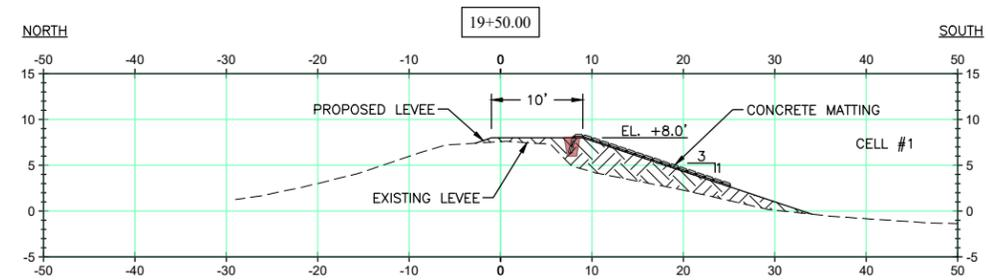 19+50.00
NORTH
SOUTH
-50 -40 -30 -20 -10 0 10 20 30 40 50
15 15
10'
PROPOSED LEVEE
CONCRETE MATTING
10 10
EL. +8.0'
CELL #1
3
1
5 5
EXISTING LEVEE
0 0
-5 -5
-50 -40 -30 -20 -10 0 10 20 30 40 50